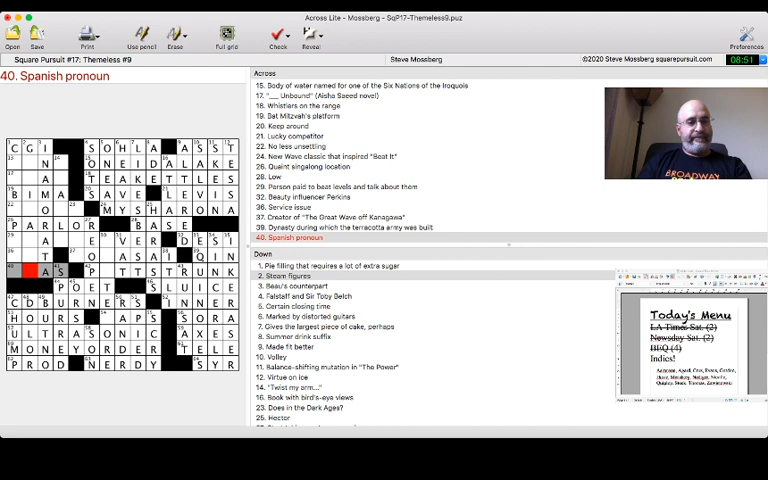 Across Lite - Mossberg - SqP17-Themeless9.puz
Open
Save
Print
Use pencil
Erase
Full grid
Check
Reveal
Preferences
Square Pursuit #17: Themeless #9
Steve Mossberg
©2020 Steve Mossberg squarepursuit.com
08:51
40. Spanish pronoun
Across
15. Body of water named for one of the Six Nations of the Iroquois
17. "___ Unbound" (Aisha Saeed novel)
18. Whistlers on the range
19. Bat Mitzvah's platform
20. Keep around
21. Lucky competitor
22. No less unsettling
24. New Wave classic that inspired "Beat It"
26. Quaint singalong location
28. Low
29. Person paid to beat levels and talk about them
32. Beauty influencer Perkins
36. Service issue
37. Creator of "The Great Wave off Kanagawa"
39. Dynasty during which the terracotta army was built
40. Spanish pronoun
Down
1. Pie filling that requires a lot of extra sugar
2. Steam figures
3. Beau's counterpart
4. Falstaff and Sir Toby Belch
5. Certain closing time
6. Marked by distorted guitars
7. Gives the largest piece of cake, perhaps
8. Summer drink suffix
9. Made fit better
10. Volley
11. Balance-shifting mutation in "The Power"
12. Virtue on ice
14. "Twist my arm..."
16. Book with bird's-eye views
23. Does in the Dark Ages?
25. Hector
CGI SOHLA ASST
N ONEIDALAKE
A TEAKETTLES
BIMA SAVE LEVIS
O MYSHARONA
PARLOR BASE
A E VER DESI
T O ASAI QIN
AS P TTSTRUNK
POET SLUICE
CDBURNERS INNER
HOURS APS SORA
ULTRASONIC AXES
MONEYORDER TELE
PROD NERDY SYR
BROADWAY
Today's Menu
LA Times Sat. (2)
Newsday Sat. (2)
BEQ (4)
Indies!